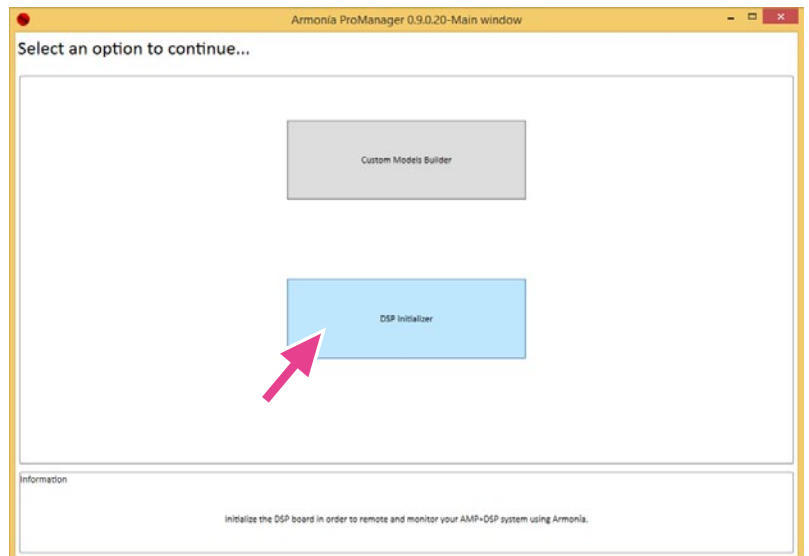 Armonía ProManager 0.9.0.20-Main window
Select an option to continue...
Custom Models Builder
DSP Initializer
Information
Initialize the DSP board in order to remote and monitor your AMP+DSP system using Armonía.